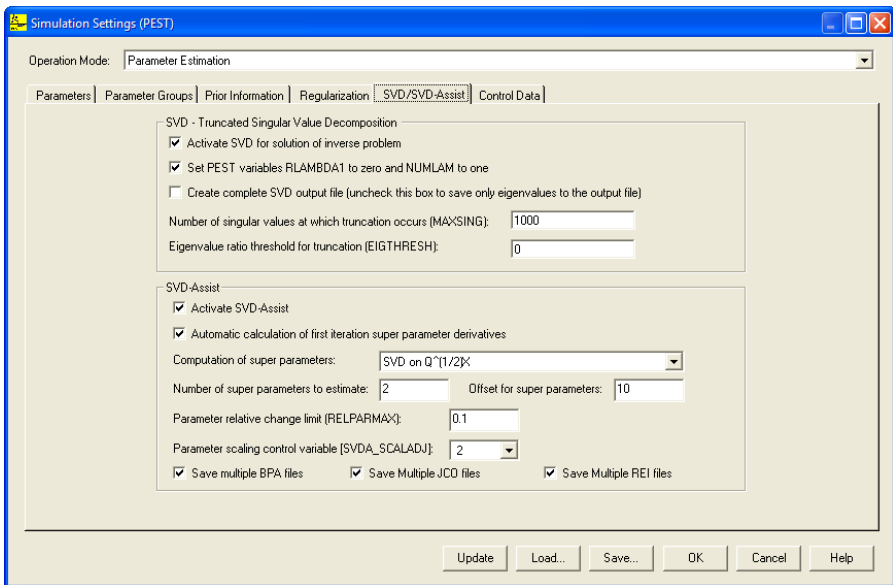 Simulation Settings (PEST)
Operation Mode: Parameter Estimation
Parameters Parameter Groups Prior Information Regularization SVD/SVD-Assist Control Data
SVD - Truncated Singular Value Decomposition
Activate SVD for solution of inverse problem
Set PEST variables RLAMBDA1 to zero and NUMLAM to one
Create complete SVD output file (uncheck this box to save only eigenvalues to the output file)
Number of singular values at which truncation occurs (MAXSING): 1000
Eigenvalue ratio threshold for truncation (EIGTHRESH): 0
SVD-Assist
Activate SVD-Assist
Automatic calculation of first iteration super parameter derivatives
Computation of super parameters: SVD on Q^(1/2)X
Number of super parameters to estimate: 2 Offset for super parameters: 10
Parameter relative change limit (RELPARMAX): 0.1
Parameter scaling control variable [SVDA_SCALADJ]: 2
Save multiple BPA files Save Multiple JCO files Save Multiple REI files
Update Load... Save... OK Cancel Help